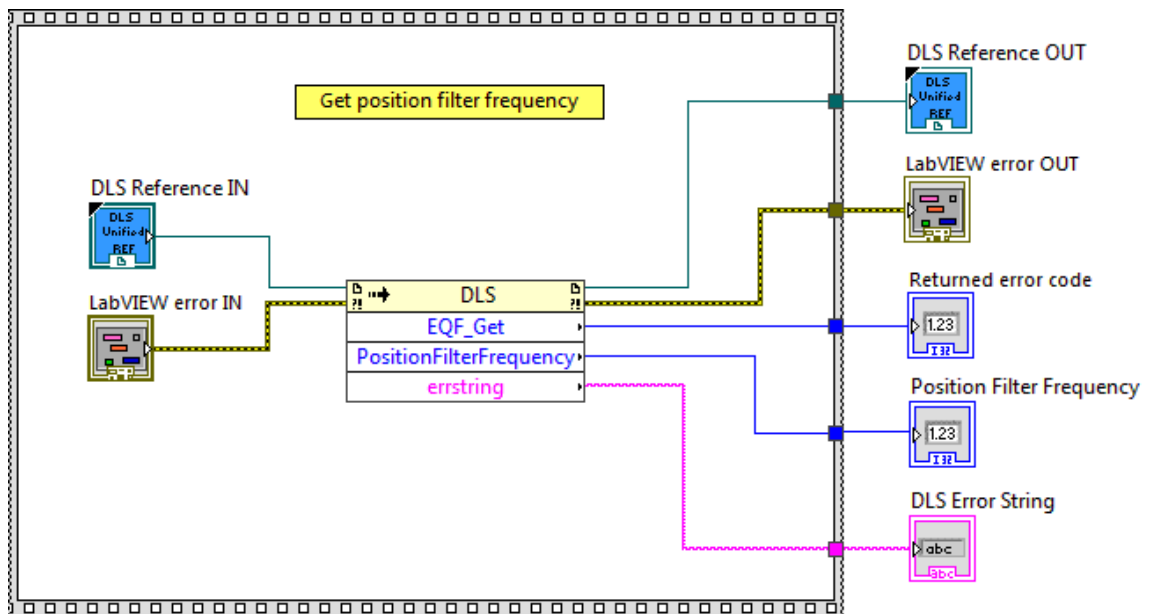 DLS Reference OUT
DLS
Unified
REF
Get position filter frequency
LabVIEW error OUT
DLS Reference IN
DLS
Unified
REF
LabVIEW error IN
?!
DLS
?!
EQF_Get
PositionFilterFrequency
errstring
Returned error code
1.23
I32
Position Filter Frequency
1.23
I32
DLS Error String
abc
abc